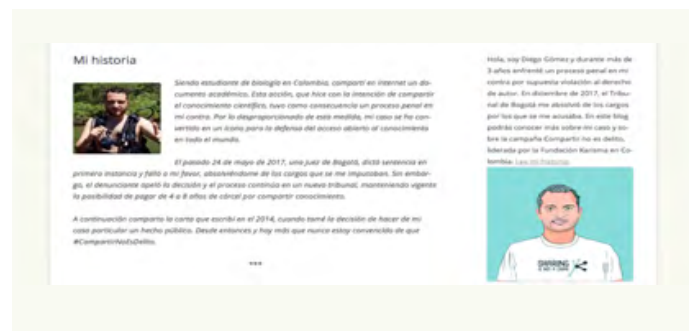 Mi historia
Siendo estudiante de biología en Colombia, compartí en internet un do-
cumento académico. Esta acción, que hice con la intención de compartir
el conocimiento científico, tuvo como consecuencia un proceso penal en
mi contra. Por lo desproporcionado de esta medida, mi caso se ha con-
vertido en un ícono para la defensa del acceso abierto al conocimiento
en todo el mundo.
El pasado 24 de mayo de 2017, una juez de Bogotá, dictó sentencia en
primera instancia y falló a mi favor, absolviéndome de los cargos que se me imputaban. Sin embar-
go, el denunciante apeló la decisión y el proceso continúa en un nuevo tribunal, manteniendo vigente
la posibilidad de pagar de 4 a 8 años de cárcel por compartir conocimiento.
A continuación comparto la carta que escribí en el 2014, cuando tomé la decisión de hacer de mi
caso particular un hecho público. Desde entonces y hoy más que nunca estoy convencido de que
#CompartirNoEsDelito.
***
Hola, soy Diego Gómez y durante más de
3 años enfrenté un proceso penal en mi
contra por supuesta violación al derecho
de autor. En diciembre de 2017, el Tribu-
nal de Bogotá me absolvió de los cargos
por los que se me acusaba. En este blog
podrás conocer más sobre mi caso y so-
bre la campaña Compartir no es delito,
liderada por la Fundación Karisma en Co-
lombia. Lea mi historia.
SHARING
IS NOT A CRIME